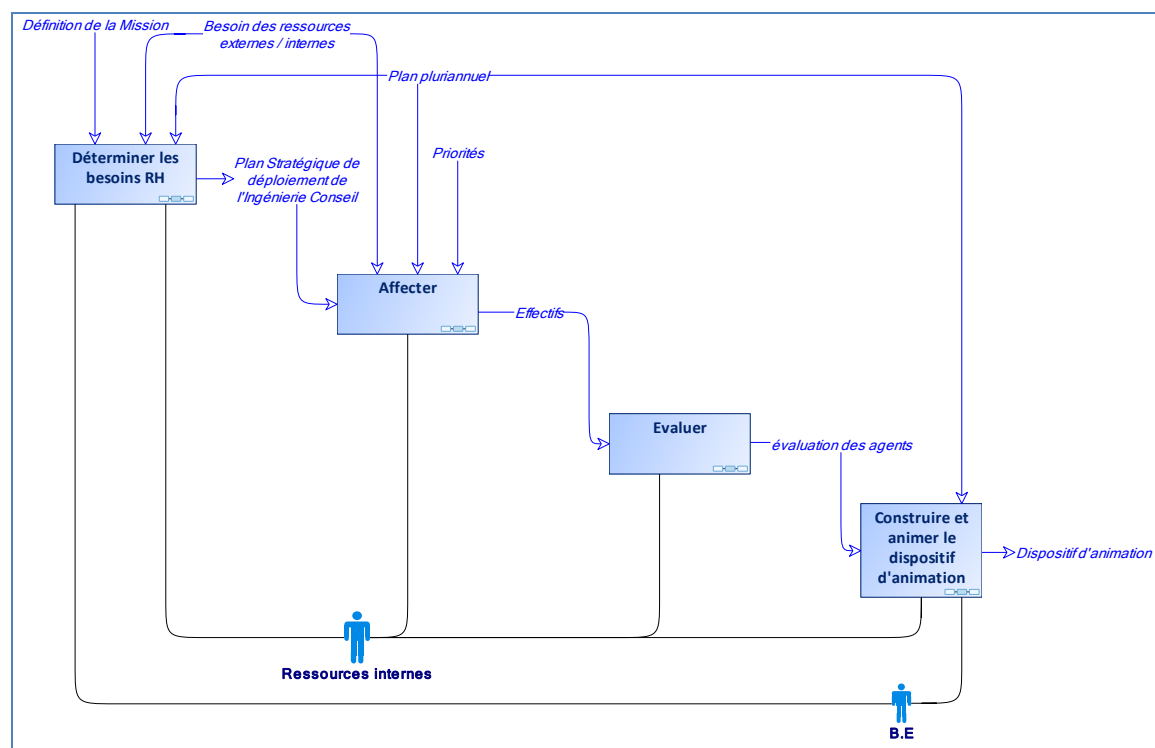 Définition de la Mission
Besoin des ressources
externes / internes
Plan pluriannuel
Déterminer les
besoins RH
Plan Stratégique de
déploiement de
l'Ingénierie Conseil
Priorités
Affecter
Effectifs
Evaluer
évaluation des agents
Construire et
animer le
dispositif
d'animation
Dispositif d'animation
Ressources internes
B.E